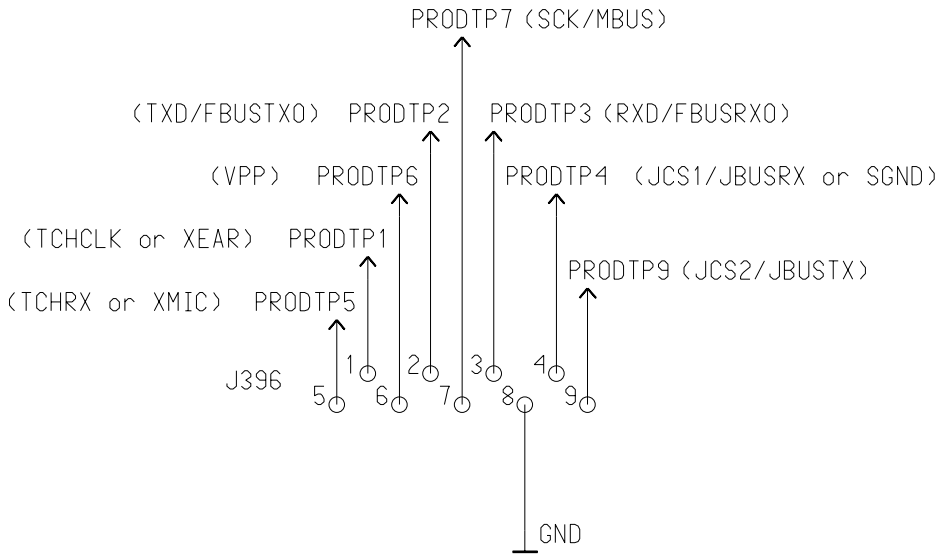 PRODTP7 (SCK/MBUS)
(TXD/FBUSTXO) PRODTP2 PRODTP3 (RXD/FBUSRXO)
(VPP) PRODTP6 PRODTP4 (JCS1/JBUSRX or SGND)
(TCHCLK or XEAR) PRODTP1
PRODTP9 (JCS2/JBUSTX)
(TCHRX or XMIC) PRODTP5
1 2 3 4
J396
5 6 7 8 9
GND